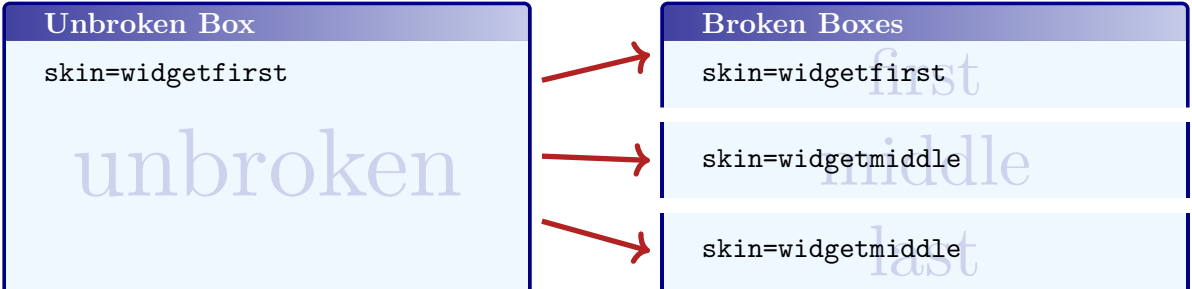 Unbroken Box
skin=widgetfirst
unbroken
Broken Boxes
skin=widgetfirst
first
skin=widgetmiddle
middle
skin=widgetmiddle
last